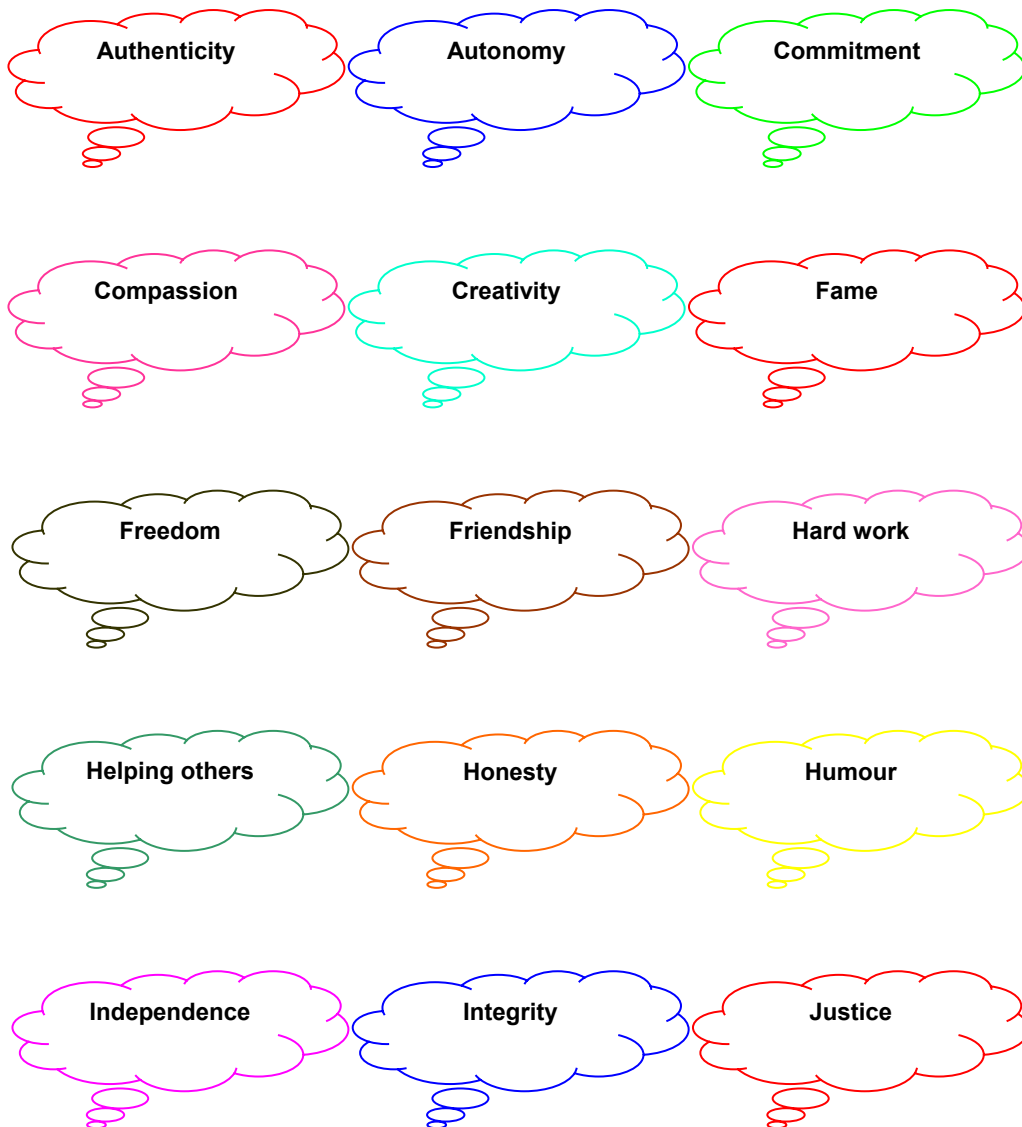 Authenticity
Autonomy
Commitment
Compassion
Creativity
Fame
Freedom
Friendship
Hard work
Helping others
Honesty
Humour
Independence
Integrity
Justice